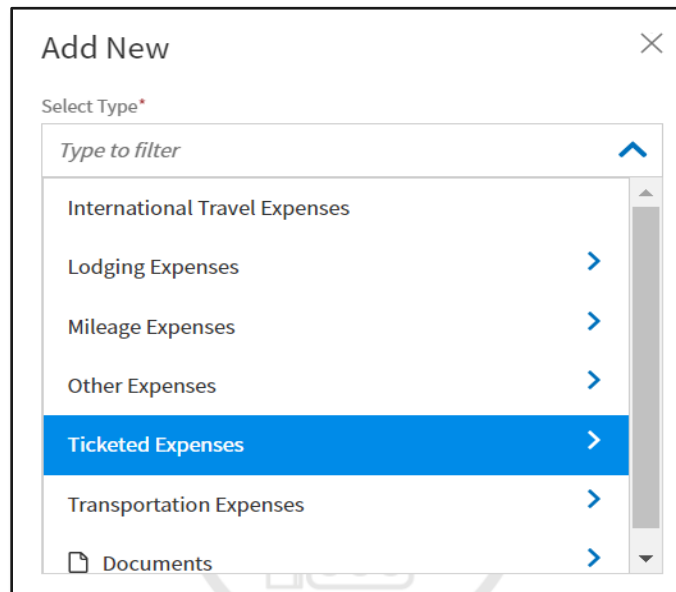 Add New
Select Type*
Type to filter
International Travel Expenses
Lodging Expenses
Mileage Expenses
Other Expenses
Ticketed Expenses
Transportation Expenses
Documents